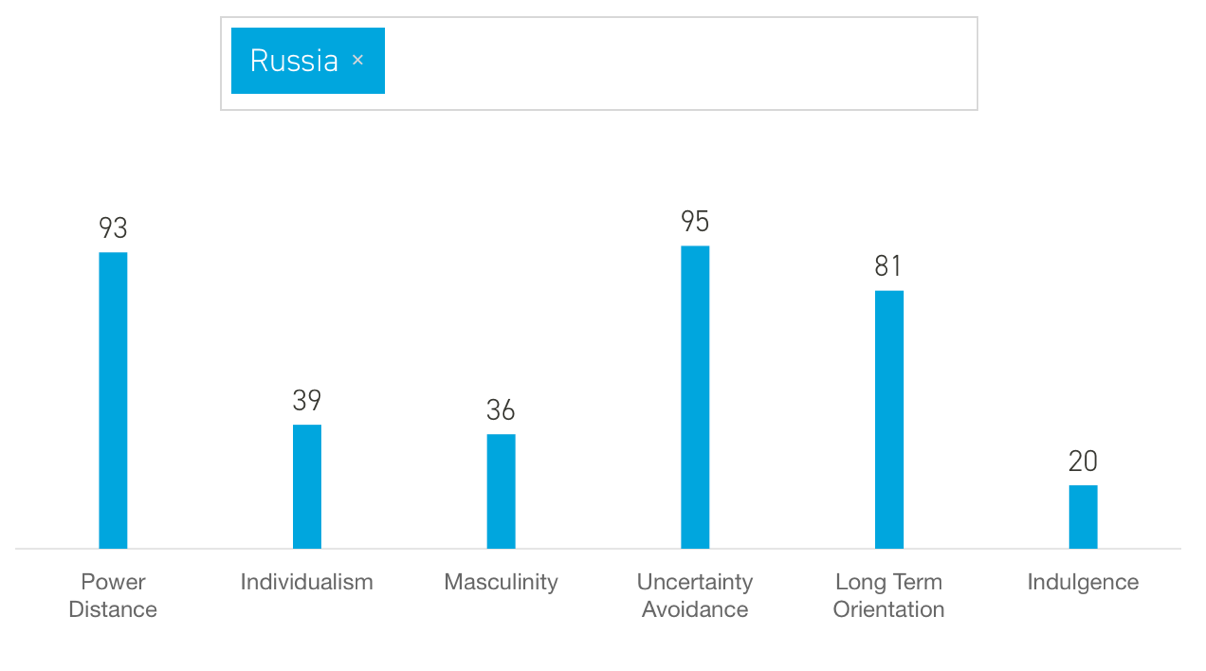 Russia ×
93
39
36
95
81
20
Power
Distance
Individualism
Masculinity
Uncertainty
Avoidance
Long Term
Orientation
Indulgence